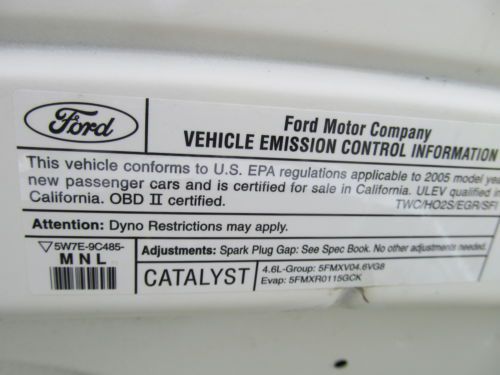 Ford
Ford Motor Company
VEHICLE EMISSION CONTROL INFORMATION
This vehicle conforms to U.S. EPA regulations applicable to 2005 model
new passenger cars and is certified for sale in California. ULEV qualified in
California. OBD II certified.
TWC/HO2S/EGR/SFI
Attention: Dyno Restrictions may apply.
5W7E-9C485-
MNL
Adjustments: Spark Plug Gap: See Spec Book. No other adjustments needed.
CATALYST
4.6L-Group: 5FMXV04.6VG8
Evap: 5FMXR0115GCK